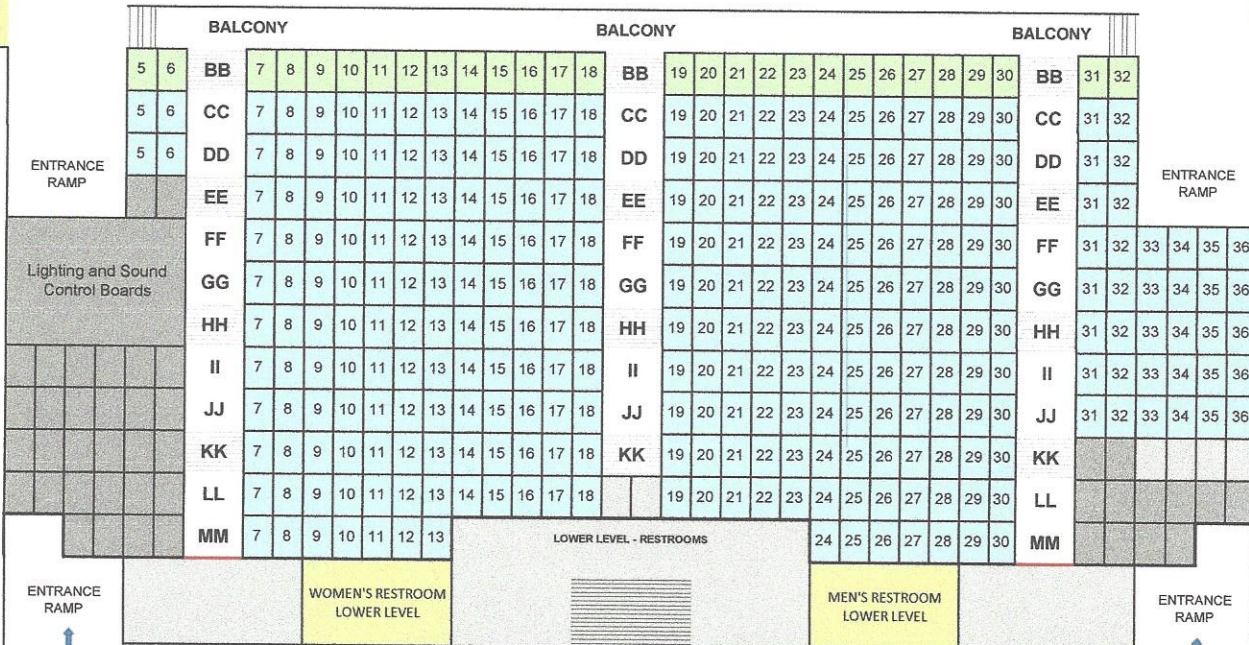 BALCONY BALCONY BALCONY
5 6 BB 7 8 9 10 11 12 13 14 15 16 17 18 BB 19 20 21 22 23 24 25 26 27 28 29 30 BB 31 32
5 6 CC 7 8 9 10 11 12 13 14 15 16 17 18 CC 19 20 21 22 23 24 25 26 27 28 29 30 CC 31 32
5 6 DD 7 8 9 10 11 12 13 14 15 16 17 18 DD 19 20 21 22 23 24 25 26 27 28 29 30 DD 31 32
ENTRANCE
RAMP
ENTRANCE
RAMP
EE 7 8 9 10 11 12 13 14 15 16 17 18 EE 19 20 21 22 23 24 25 26 27 28 29 30 EE 31 32
FF 7 8 9 10 11 12 13 14 15 16 17 18 FF 19 20 21 22 23 24 25 26 27 28 29 30 FF 31 32 33 34 35 36
Lighting and Sound
Control Boards
GG 7 8 9 10 11 12 13 14 15 16 17 18 GG 19 20 21 22 23 24 25 26 27 28 29 30 GG 31 32 33 34 35 36
HH 7 8 9 10 11 12 13 14 15 16 17 18 HH 19 20 21 22 23 24 25 26 27 28 29 30 HH 31 32 33 34 35 36
II 7 8 9 10 11 12 13 14 15 16 17 18 II 19 20 21 22 23 24 25 26 27 28 29 30 II 31 32 33 34 35 36
JJ 7 8 9 10 11 12 13 14 15 16 17 18 JJ 19 20 21 22 23 24 25 26 27 28 29 30 JJ 31 32 33 34 35 36
KK 7 8 9 10 11 12 13 14 15 16 17 18 KK 19 20 21 22 23 24 25 26 27 28 29 30 KK
LL 7 8 9 10 11 12 13 14 15 16 17 18 19 20 21 22 23 24 25 26 27 28 29 30 LL
MM 7 8 9 10 11 12 13 LOWER LEVEL - RESTROOMS 24 25 26 27 28 29 30 MM
ENTRANCE
RAMP
WOMEN'S RESTROOM
LOWER LEVEL
MEN'S RESTROOM
LOWER LEVEL
ENTRANCE
RAMP